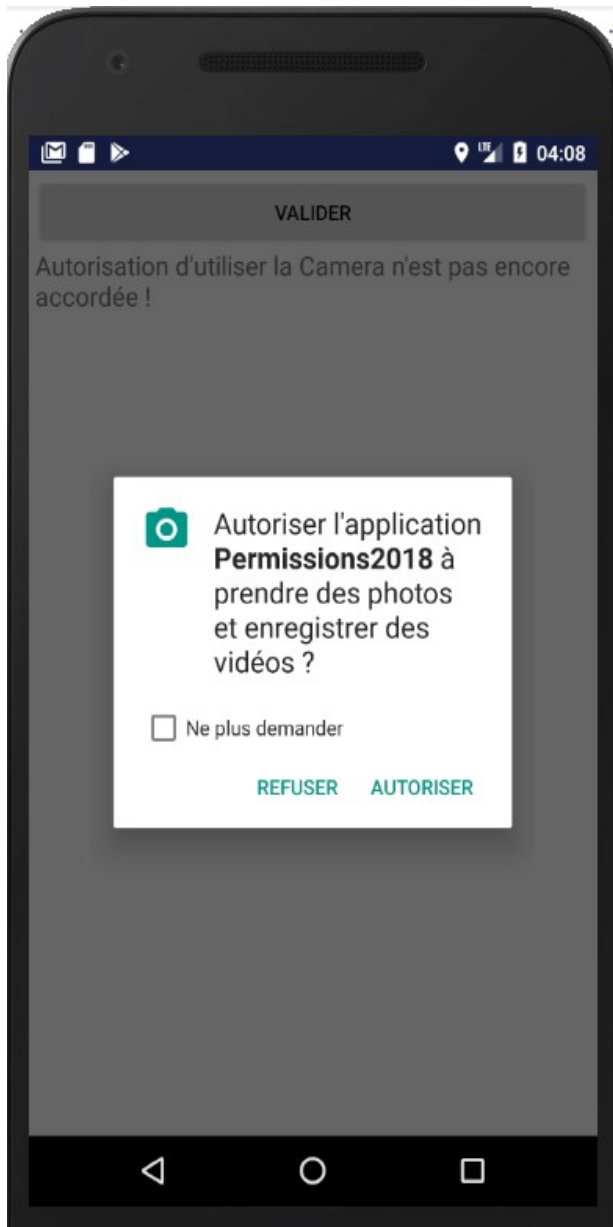 LTE 04:08
VALIDER
Autorisation d'utiliser la Camera n'est pas encore
accordée !
Autoriser l'application
Permissions2018 à
prendre des photos
et enregistrer des
vidéos ?
Ne plus demander
REFUSER AUTORISER